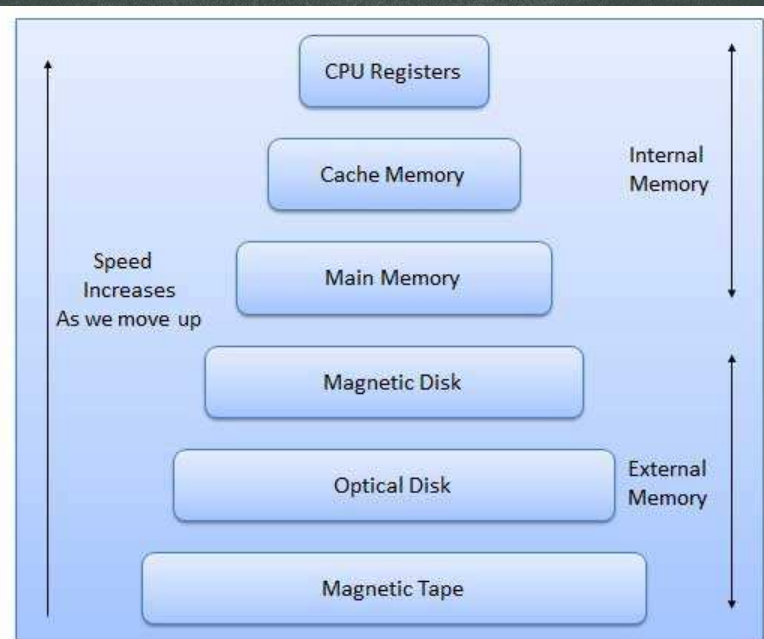 CPU Registers
Cache Memory
Internal
Memory
Main Memory
Speed
Increases
As we move up
Magnetic Disk
Optical Disk
External
Memory
Magnetic Tape